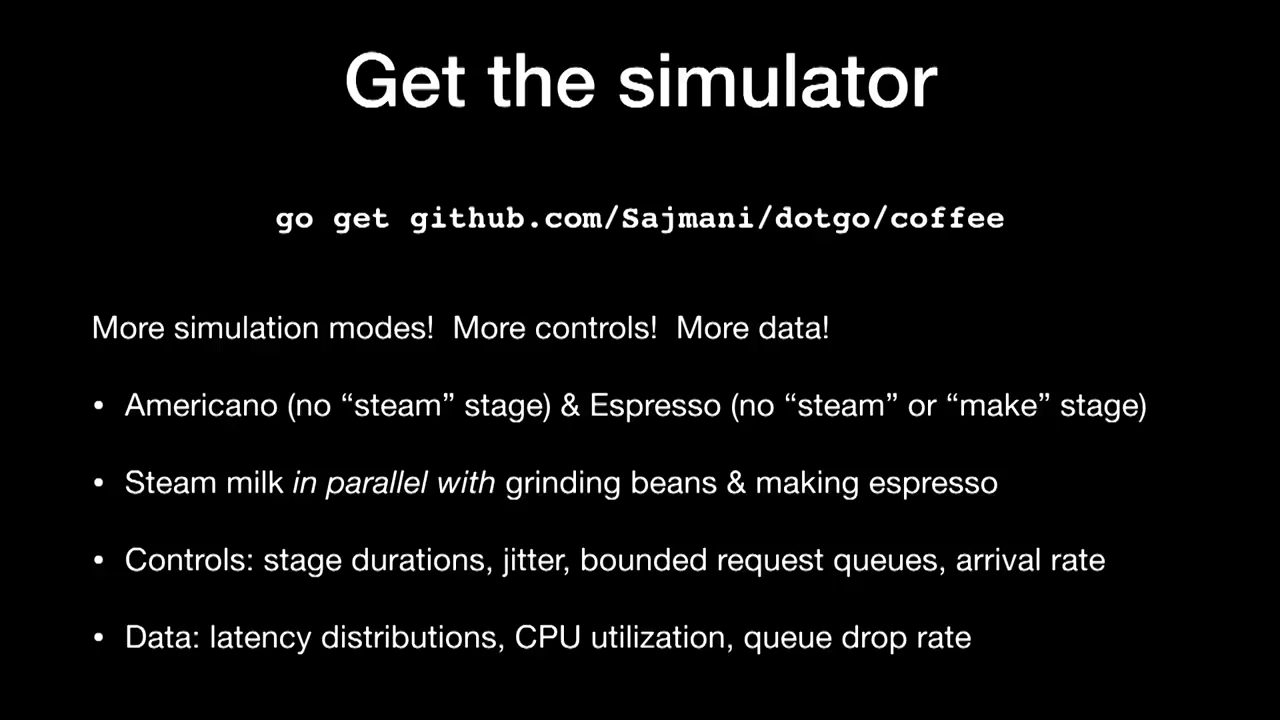 Get the simulator
go get github.com/Sajmani/dotgo/coffee
More simulation modes!  More controls!  More data!
• Americano (no “steam” stage) & Espresso (no “steam” or “make” stage)
• Steam milk in parallel with grinding beans & making espresso
• Controls: stage durations, jitter, bounded request queues, arrival rate
• Data: latency distributions, CPU utilization, queue drop rate